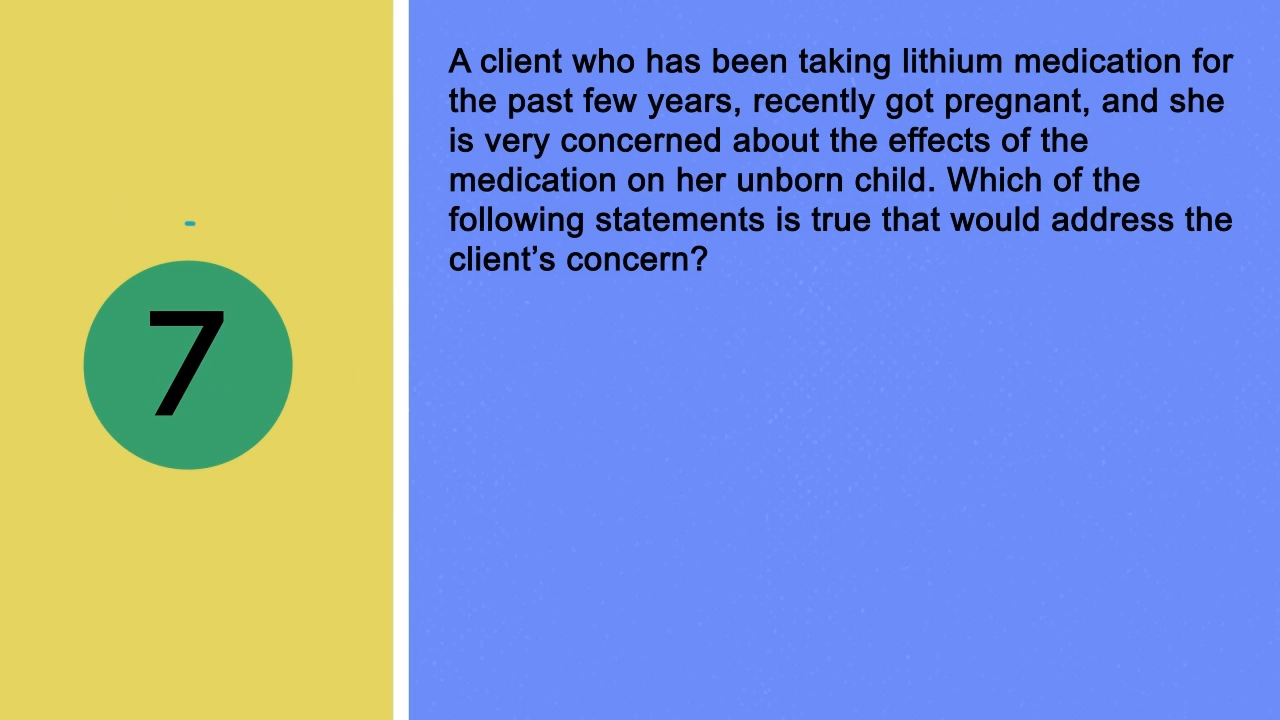 7
A client who has been taking lithium medication for
the past few years, recently got pregnant, and she
is very concerned about the effects of the
medication on her unborn child. Which of the
following statements is true that would address the
client’s concern?